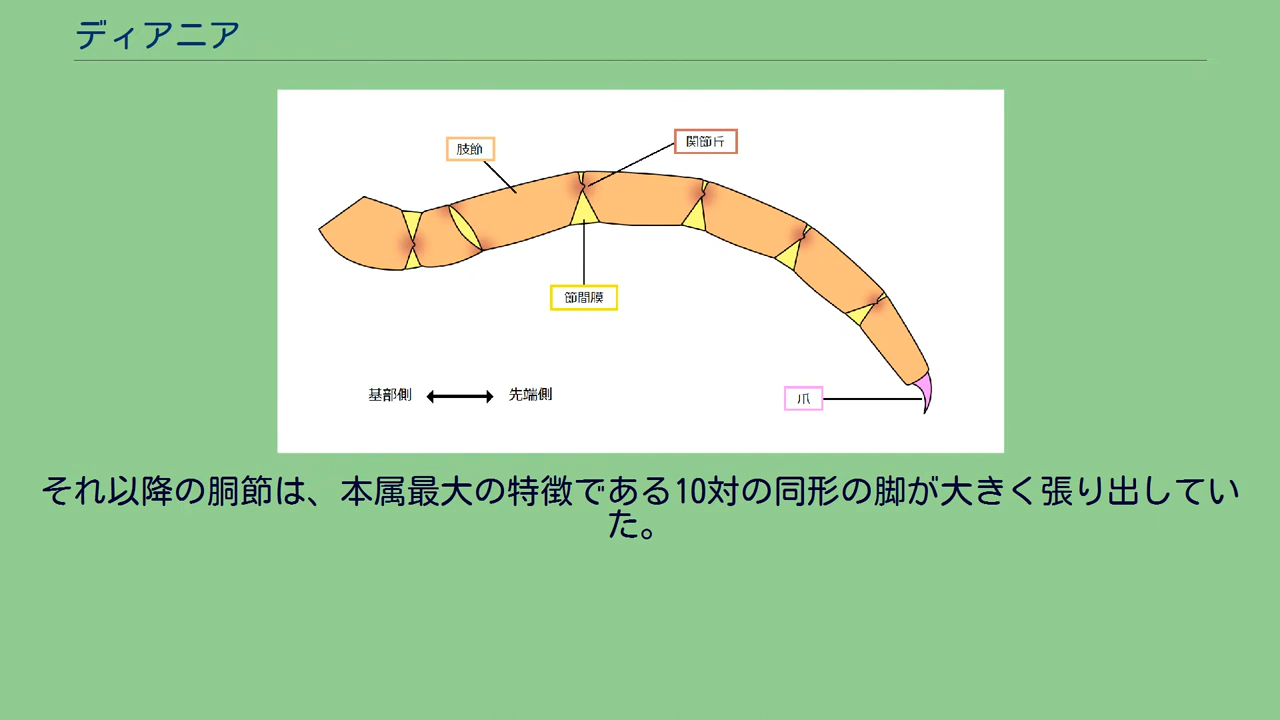 ディアニア
肢節
関節丘
節間膜
基部側
先端側
爪
それ以降の胴節は、本属最大の特徴である10対の同形の脚が大きく張り出してい
た。